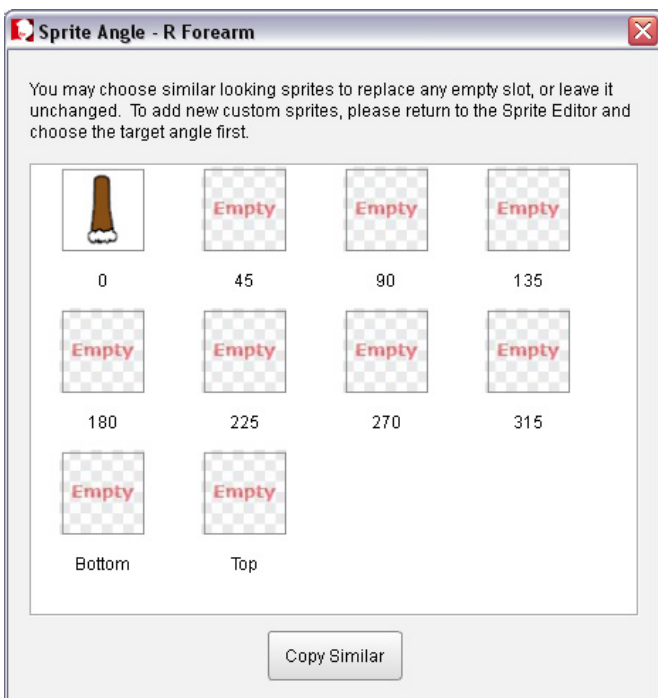 Sprite Angle - R Forearm
You may choose similar looking sprites to replace any empty slot, or leave it
unchanged. To add new custom sprites, please return to the Sprite Editor and
choose the target angle first.
Empty Empty Empty
0 45 90 135
Empty Empty Empty Empty
180 225 270 315
Empty Empty
Bottom Top
Copy Similar